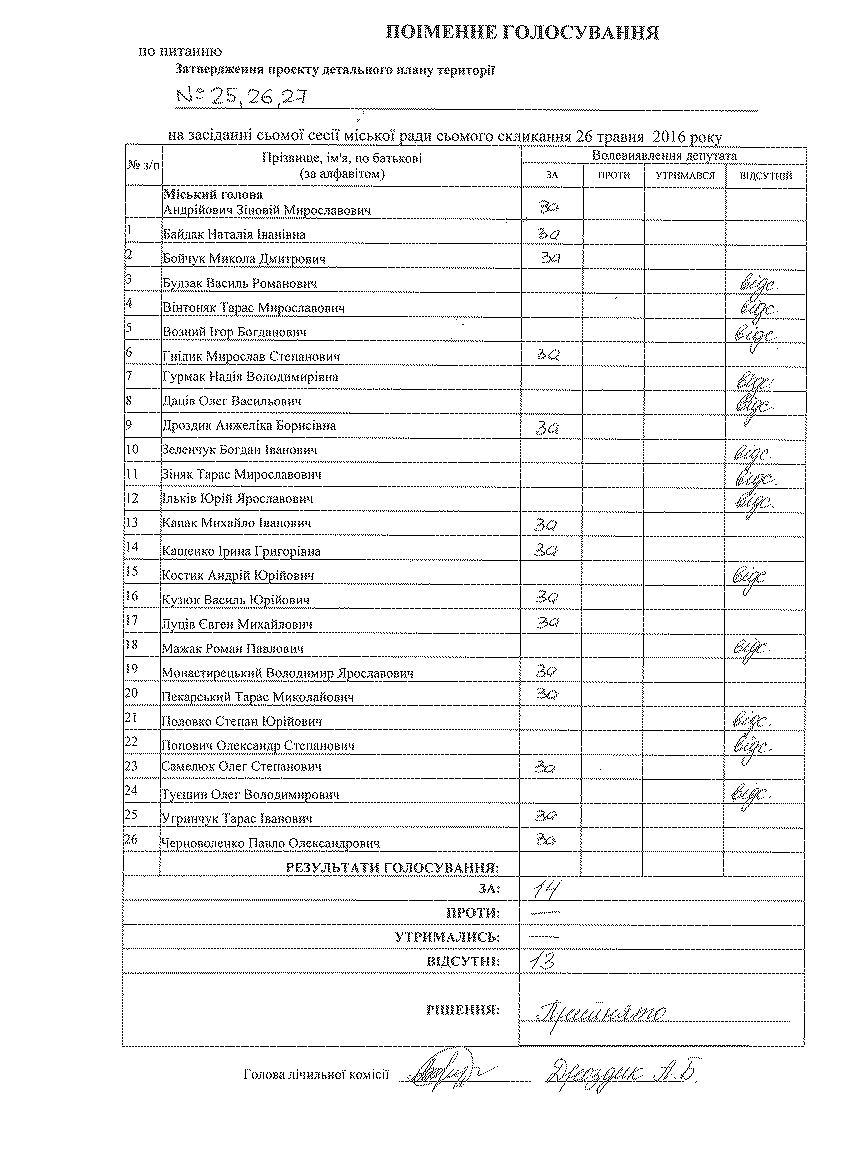 ПОІМЕННЕ ГОЛОСУВАННЯ
по питанню
Затвердження проекту детального плану території
№ 25, 26, 27
на засіданні сьомої сесії міської ради сьомого скликання 26 травня 2016 року
№ з/п Прізвище, ім'я, по батькові (за алфавітом) Волевиявлення депутата
ЗА ПРОТИ УТРИМАВСЯ ВІДСУТНІЙ
Міський голова
Андрійович Зіновій Мирославович за
1 Байдак Наталія Іванівна за
2 Бойчук Микола Дмитрович за
3 Будзак Василь Романович відс.
4 Вінтоняк Тарас Мирославович відс.
5 Возний Ігор Богданович відс.
6 Гнідик Мирослав Степанович за
7 Гурмак Надія Володимирівна відс.
8 Даців Олег Васильович відс.
9 Дроздик Анжеліка Борисівна за
10 Зеленчук Богдан Іванович відс.
11 Зіняк Тарас Мирославович відс.
12 Ільків Юрій Ярославович відс.
13 Капак Михайло Іванович за
14 Кащенко Ірина Григорівна за
15 Костик Андрій Юрійович відс
16 Кузюк Василь Юрійович за
17 Луців Євген Михайлович за
18 Мажак Роман Павлович відс.
19 Монастирецький Володимир Ярославович за
20 Пекарський Тарас Миколайович за
21 Половко Степан Юрійович відс.
22 Попович Олександр Степанович відс.
23 Самелюк Олег Степанович за
24 Туєшин Олег Володимирович відс.
25 Угринчук Тарас Іванович за
26 Черноволенко Павло Олександрович за
РЕЗУЛЬТАТИ ГОЛОСУВАННЯ:
ЗА: 14
ПРОТИ: —
УТРИМАЛИСЬ: —
ВІДСУТНІ: 13
РІШЕННЯ: Прийнято
Голова лічильної комісії Дроздик А.Б.